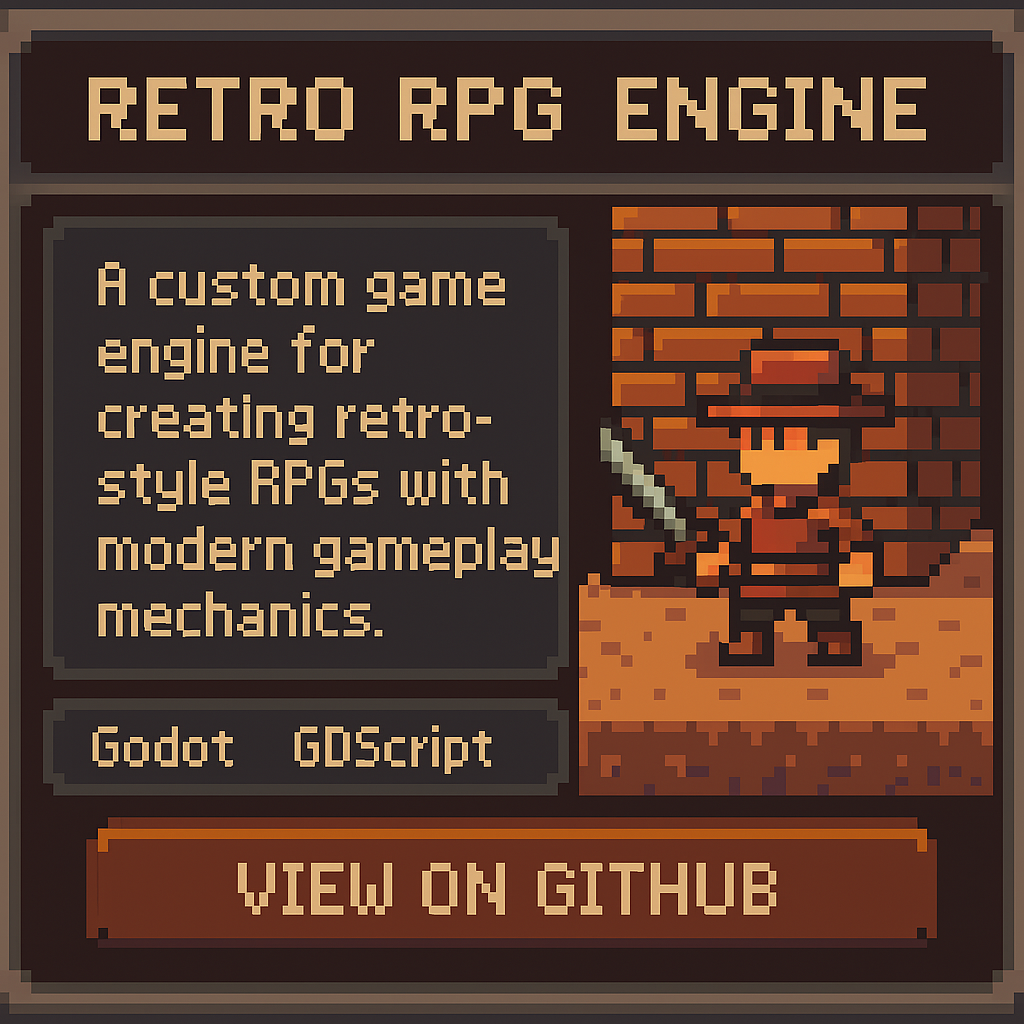 RETRO RPG ENGINE
A custom game
engine for
creating retro-
style RPGs with
modern gameplay
mechanics.
Godot GDScript
VIEW ON GITHUB